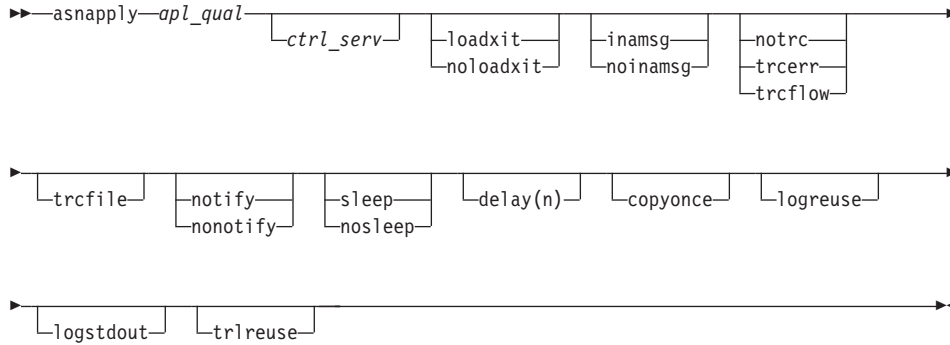 asnapply apl_qual
ctrl_serv
loadxit
noloadxit
inamsg
noinamsg
notrc
trcerr
trcflow
trcfile
notify
nonotify
sleep
nosleep
delay(n)
copyonce
logreuse
logstdout
trlreuse